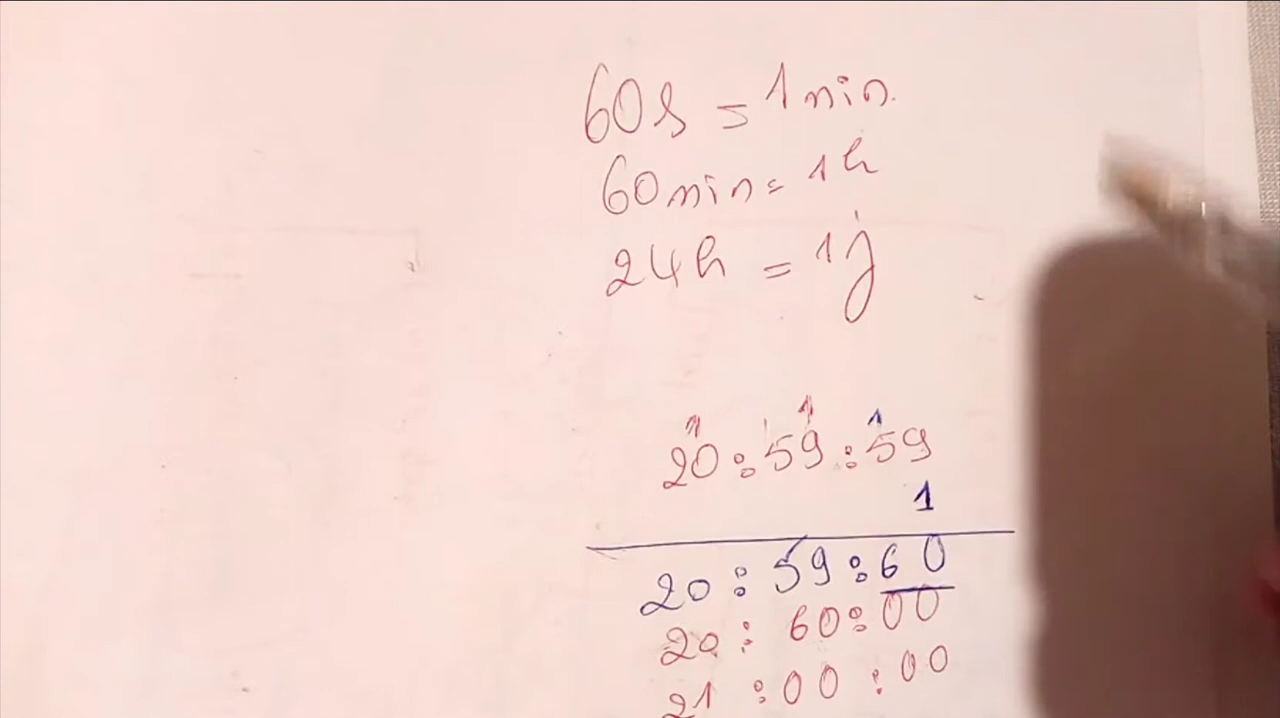 60s = 1min.
60min = 1h
24h = 1j
1 1 1
20:59:59
1
20:59:60
20:60:00
21:00:00